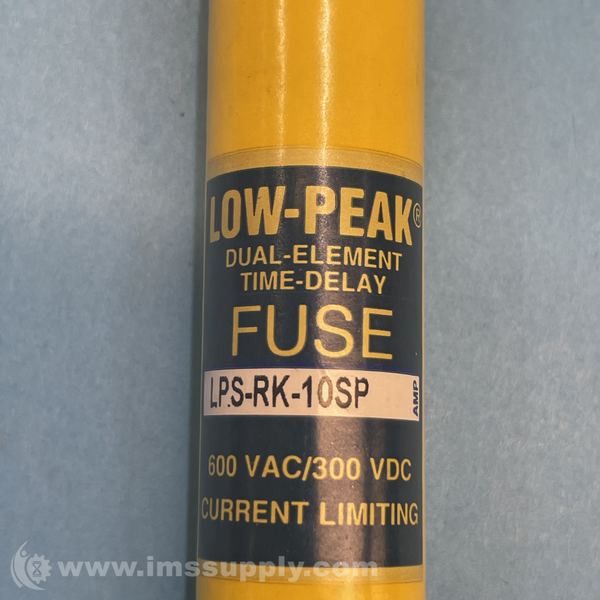 LOW-PEAK®
DUAL-ELEMENT
TIME-DELAY
FUSE
LPS-RK-10SP AMP
600 VAC/300 VDC
CURRENT LIMITING
www.imssupply.com